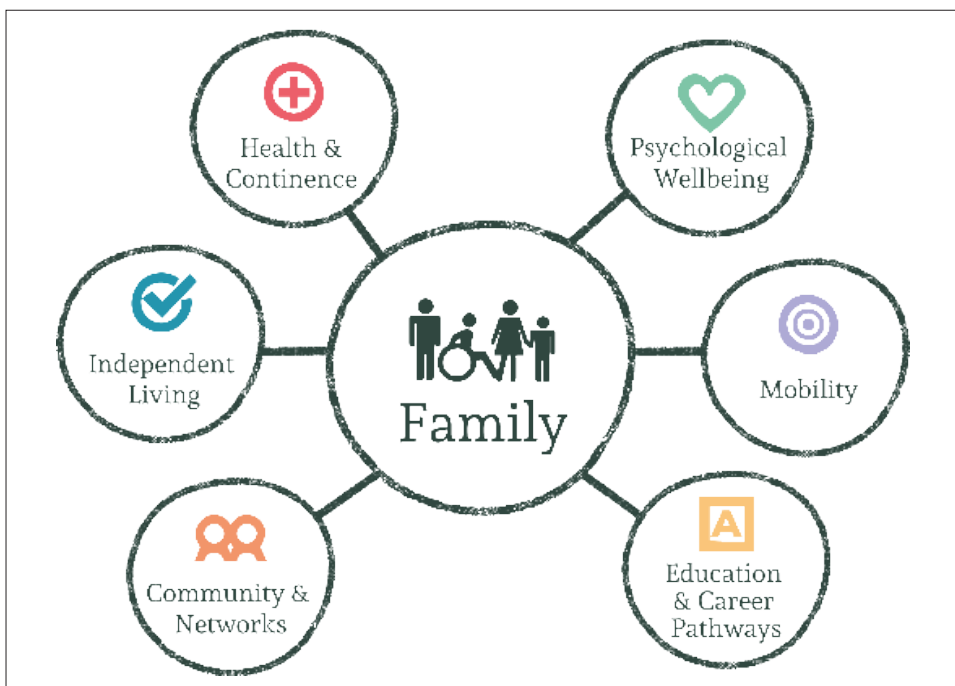 Health &
Continence
Psychological
Wellbeing
Independent
Living
Family
Mobility
Community &
Networks
A
Education
& Career
Pathways